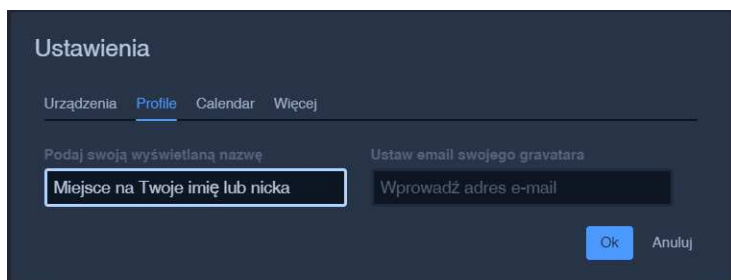 Ustawienia
Urządzenia Profile Calendar Więcej
Podaj swoją wyświetlaną nazwę Ustaw email swojego gravatara
Miejsce na Twoje imię lub nicka Wprowadź adres e-mail
Ok Anuluj